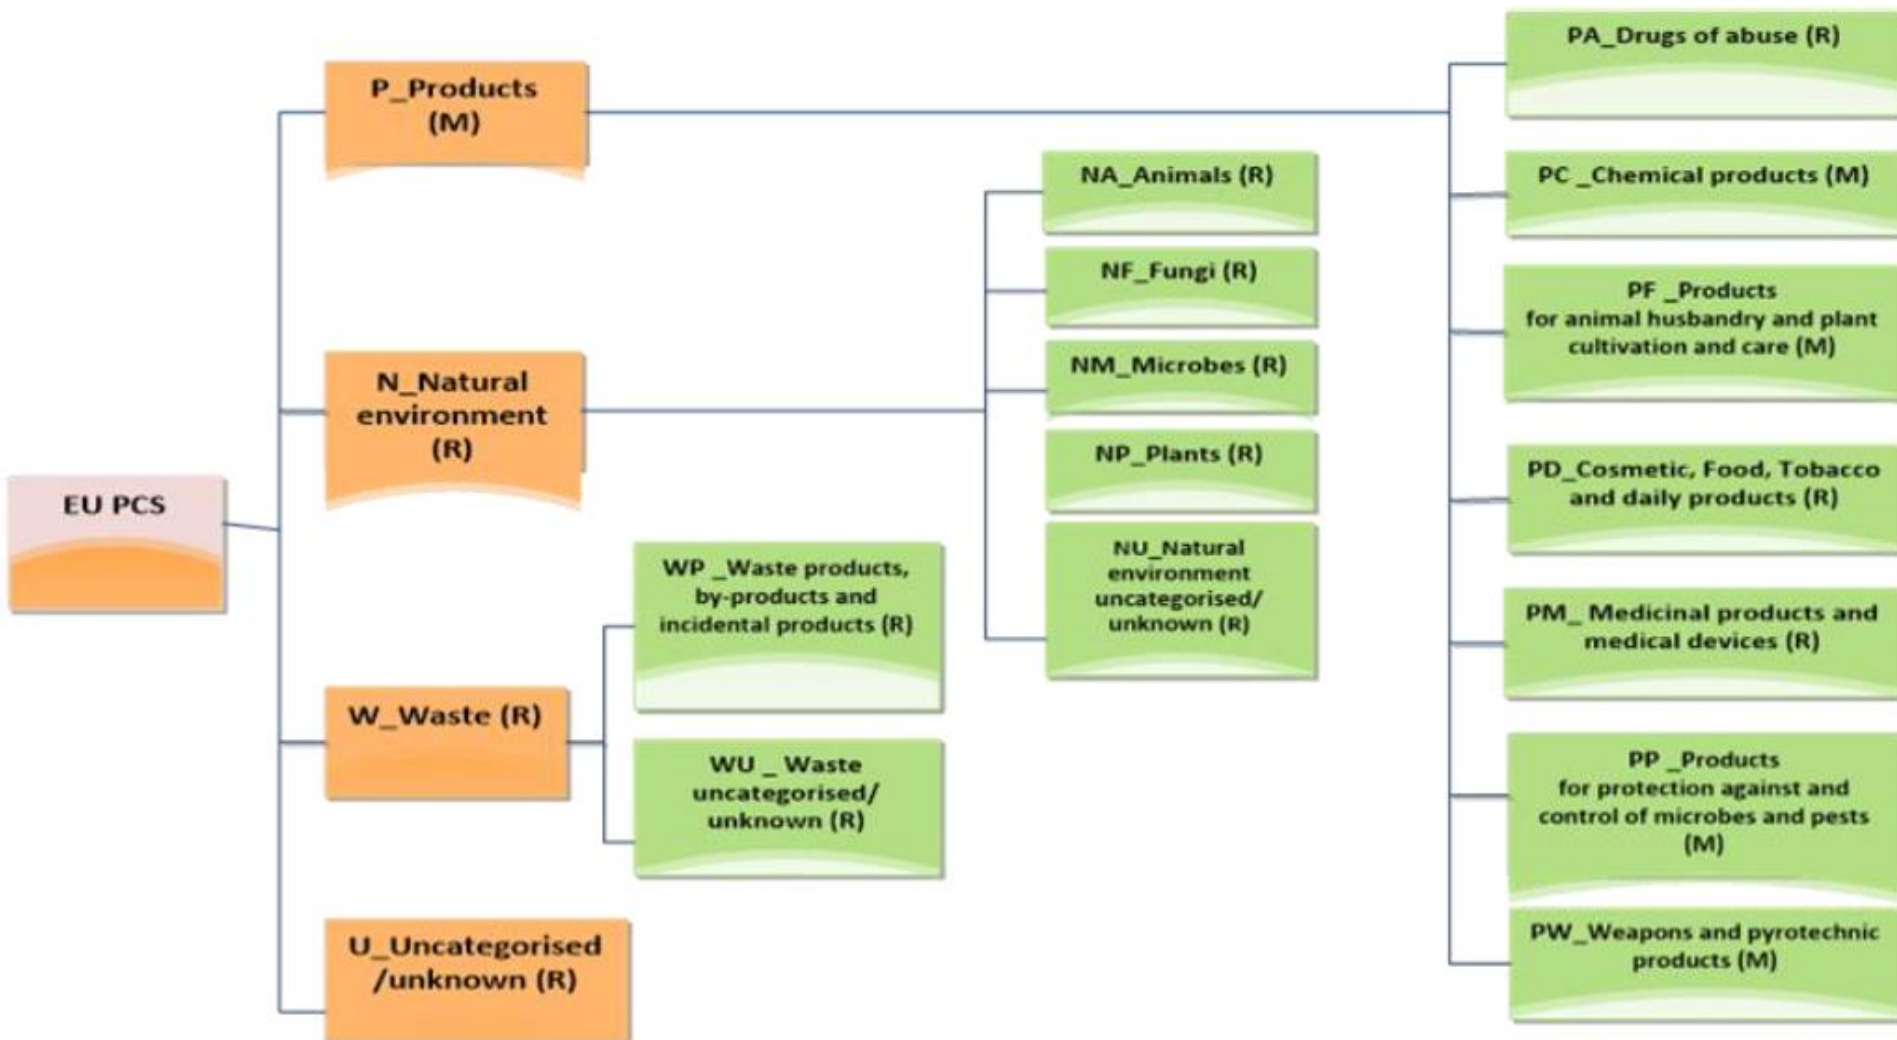 EU PCS
P_Products
(M)
N_Natural
environment
(R)
W_Waste (R)
U_Uncategorised
/unknown (R)
WP _Waste products,
by-products and
incidental products (R)
WU _ Waste
uncategorised/
unknown (R)
NA_Animals (R)
NF_Fungi (R)
NM_Microbes (R)
NP_Plants (R)
NU_Natural
environment
uncategorised/
unknown (R)
PA_Drugs of abuse (R)
PC _Chemical products (M)
PF _Products
for animal husbandry and plant
cultivation and care (M)
PD_Cosmetic, Food, Tobacco
and daily products (R)
PM_ Medicinal products and
medical devices (R)
PP _Products
for protection against and
control of microbes and pests
(M)
PW_Weapons and pyrotechnic
products (M)